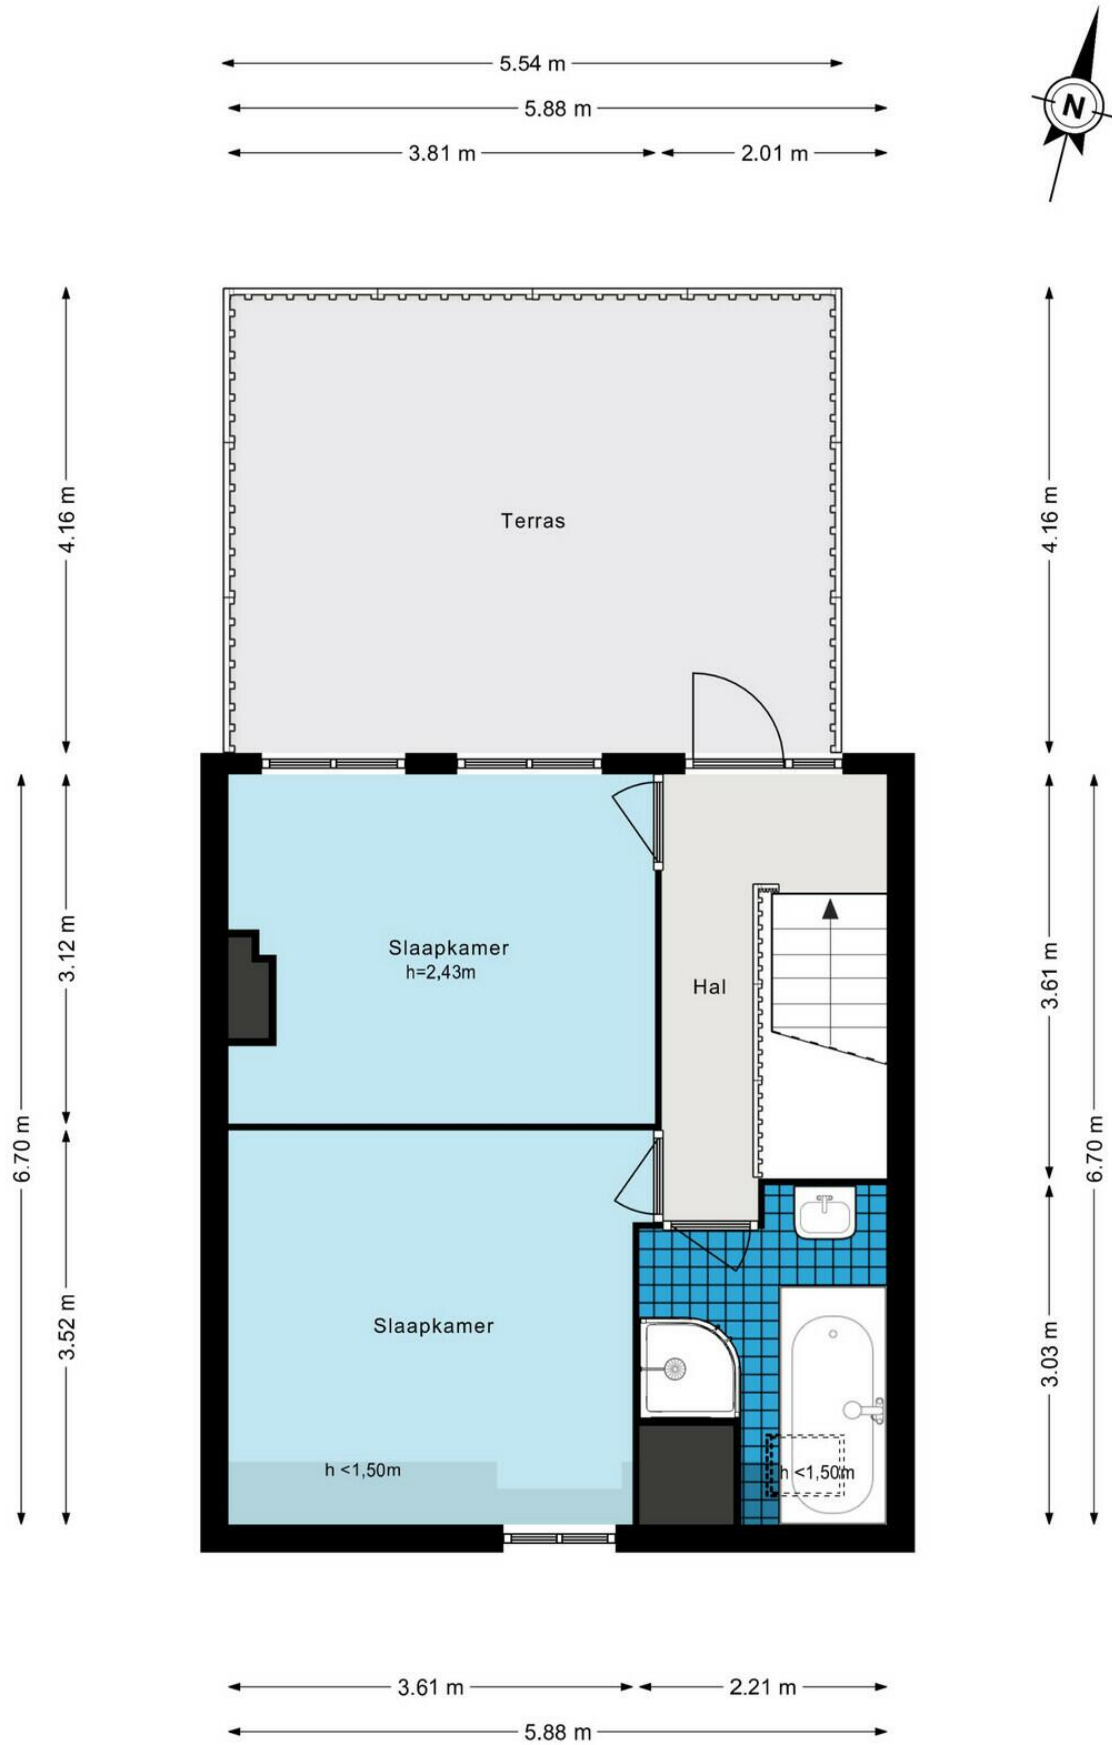 5.54 m
5.88 m
3.81 m
2.01 m
N
4.16 m
4.16 m
Terras
6.70 m
3.12 m
Slaapkamer
h=2,43m
Hal
3.61 m
6.70 m
3.52 m
Slaapkamer
3.03 m
h <1,50m
h <1,50m
3.61 m
2.21 m
5.88 m